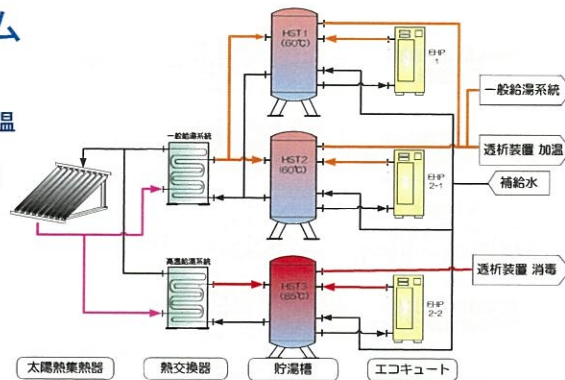 ム
温
HST1
(60℃)
EHP
1
一般給湯系統
一般給湯系統
HST2
(60℃)
EHP
2-1
透析装置 加温
補給水
高温給湯系統
HST3
(85℃)
EHP
2-2
透析装置 消毒
太陽熱集熱器
熱交換器
貯湯槽
エコキュート